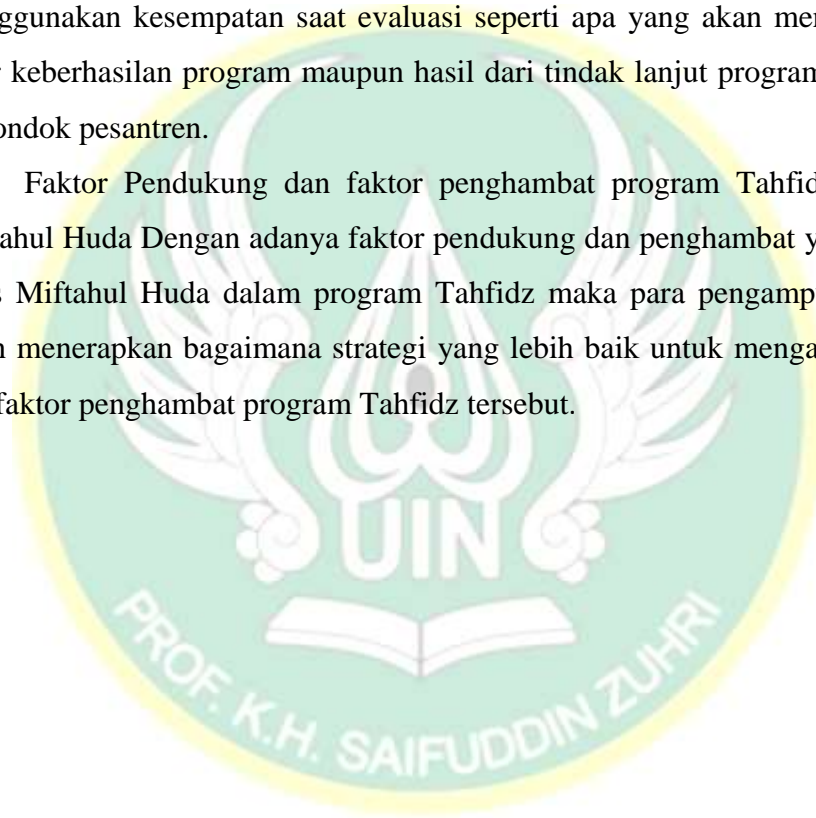 ggunakan kesempatan saat evaluasi seperti apa yang akan mer
keberhasilan program maupun hasil dari tindak lanjut program
ondok pesantren.
Faktor Pendukung dan faktor penghambat program Tahfid
ahul Huda Dengan adanya faktor pendukung dan penghambat y
s Miftahul Huda dalam program Tahfidz maka para pengamp
menerapkan bagaimana strategi yang lebih baik untuk menga
faktor penghambat program Tahfidz tersebut.
UIN
PROF. K.H. SAIFUDDIN ZUHRI